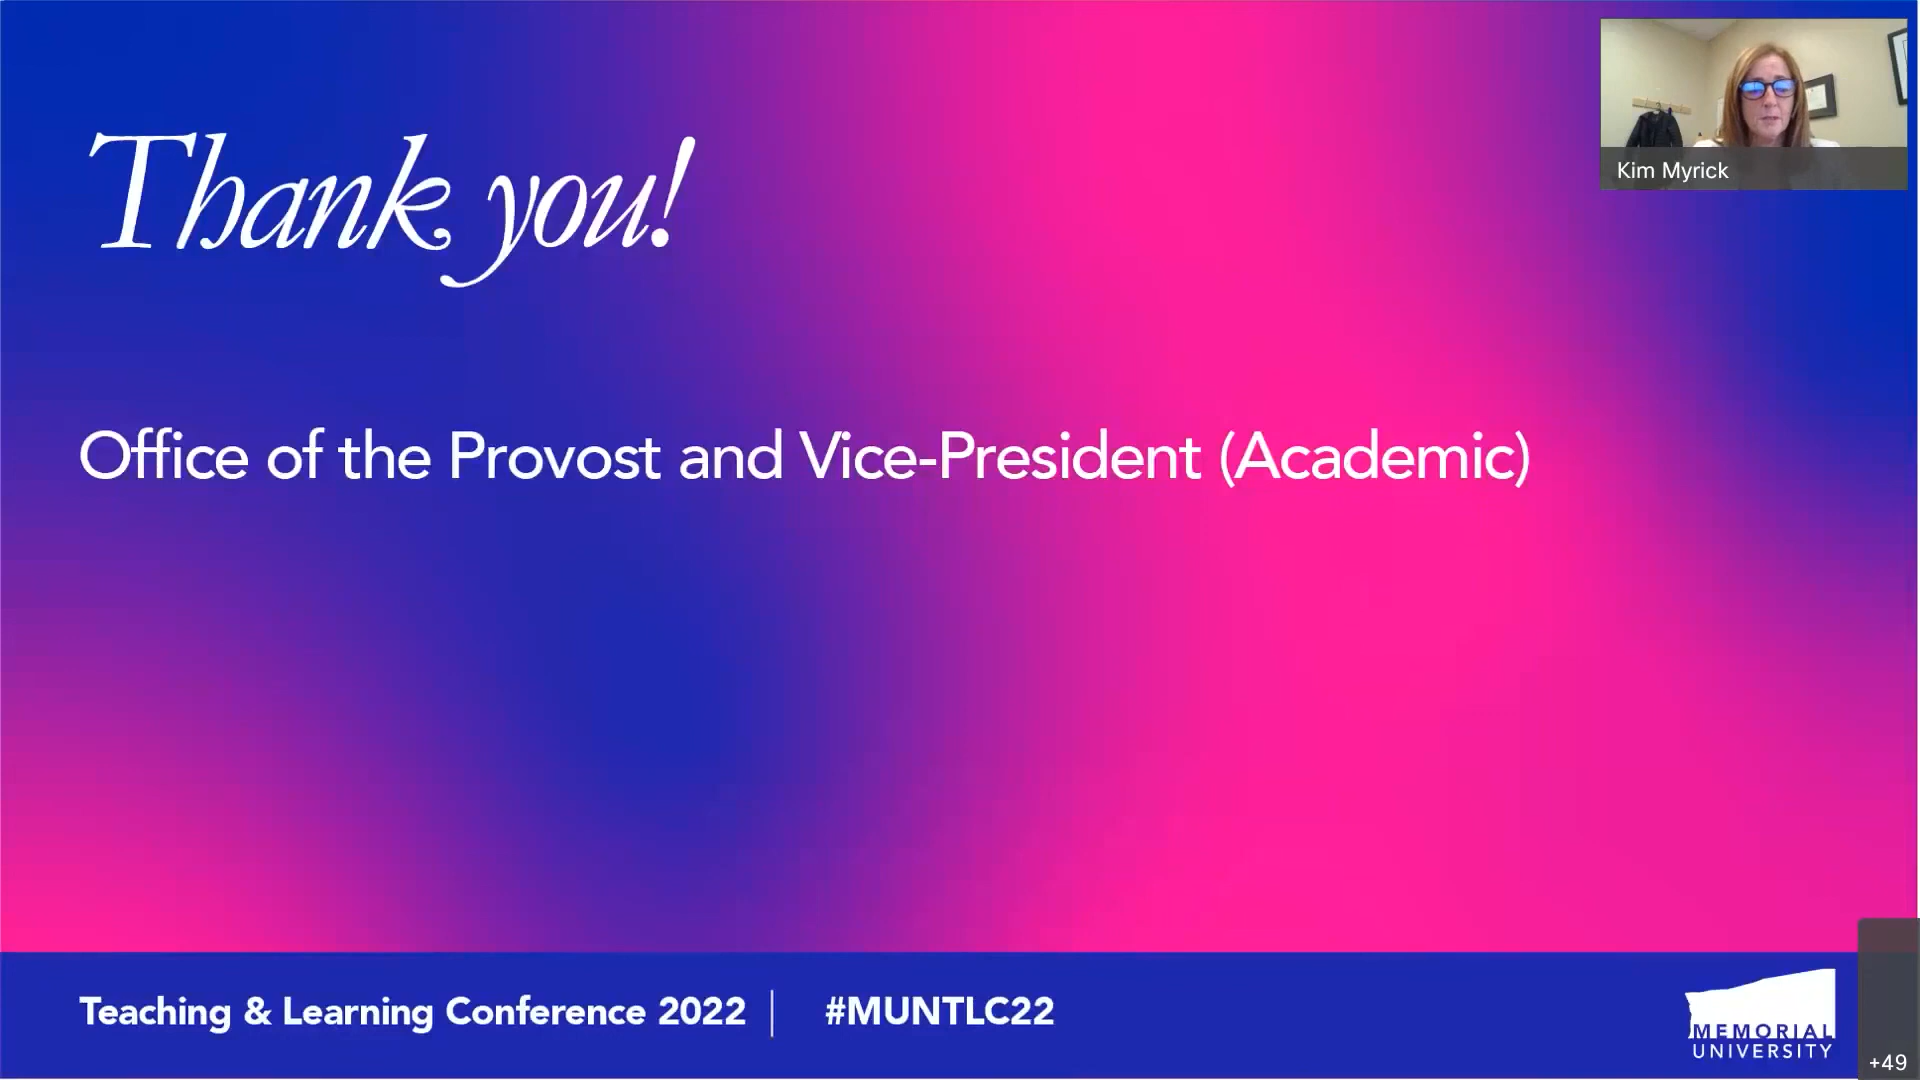 Thank you!
Kim Myrick
Office of the Provost and Vice-President (Academic)
Teaching & Learning Conference 2022 | #MUNTLC22
MEMORIAL
UNIVERSITY
+49